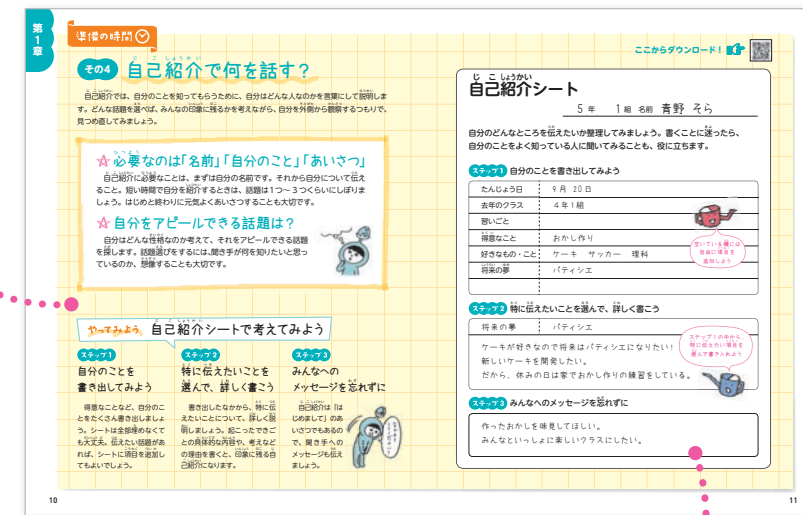 第1章
準備の時間
その4 自己紹介で何を話す？
自己紹介では、自分のことを知ってもらうために、自分はどんな人なのかを言葉にして説明しま
す。どんな話題を選べば、みんなの印象に残るかを考えながら、自分を外側から観察するつもりで、
見つめ直してみましょう。
必要なのは「名前」「自分のこと」「あいさつ」
自己紹介に必要なことは、まずは自分の名前です。それから自分について伝え
ること。短い時間で自分を紹介するときは、話題は1つ〜3つくらいにしぼりま
しょう。はじめと終わりに元気よくあいさつすることも大切です。
自分をアピールできる話題は？
自分はどんな性格なのか考えて、それをアピールできる話題
を探します。話題選びをするには、聞き手が何を知りたいと思っ
ているのか、想像することも大切です。
やってみよう 自己紹介シートで考えてみよう
ステップ1
自分のことを
書き出してみよう
得意なことなど、自分のこ
とをたくさん書き出しましょ
う。シートは全部埋めなくて
も大丈夫。伝えたい話題があ
れば、シートに項目を追加し
てもよいでしょう。
ステップ2
特に伝えたいことを
選んで、詳しく書こう
書き出したなかから、特に伝
えたいことについて、詳しく説
明しましょう。起こったできご
との具体的な内容や、考えなど
の理由を書くと、印象に残る自
己紹介になります。
ステップ3
みんなへの
メッセージを忘れずに
自己紹介は「は
じめまして」のあ
いさつでもあるの
で、聞き手への
メッセージも伝え
ましょう。
10
ここからダウンロード！
自己紹介シート
5年 1組 名前 青野 そら
自分のどんなところを伝えたいか整理してみましょう。書くことに迷ったら、
自分のことをよく知っている人に聞いてみることも、役に立ちます。
ステップ1 自分のことを書き出してみよう
たんじょう日 9月20日
去年のクラス 4年1組
習いごと
得意なこと おかし作り
好きなもの・こと ケーキ サッカー 理科
将来の夢 パティシエ
空いている欄には
自由に項目を
追加しよう
ステップ2 特に伝えたいことを選んで、詳しく書こう
将来の夢 パティシエ
ケーキが好きなので将来はパティシエになりたい！
新しいケーキを開発したい。
だから、休みの日は家でおかし作りの練習をしている。
ステップ1の中から、
特に伝えたい項目を
選んで書き入れよう
ステップ3 みんなへのメッセージを忘れずに
作ったおかしを味見してほしい。
みんなといっしょに楽しいクラスにしたい。
11